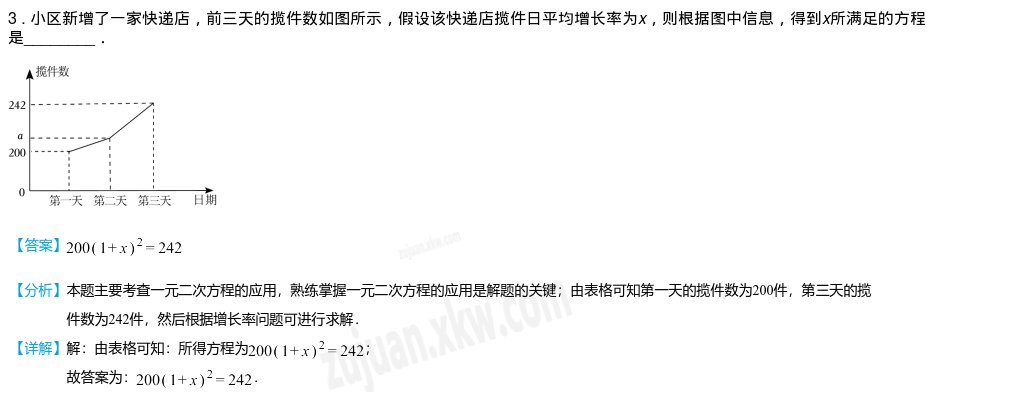 3．小区新增了一家快递店，前三天的揽件数如图所示，假设该快递店揽件日平均增长率为x，则根据图中信息，得到x所满足的方程
是_________．
揽件数
242
a
200
0
第一天 第二天 第三天 日期
【答案】200(1+x)²=242
【分析】本题主要考查一元二次方程的应用，熟练掌握一元二次方程的应用是解题的关键；由表格可知第一天的揽件数为200件，第三天的揽
件数为242件，然后根据增长率问题可进行求解．
【详解】解：由表格可知：所得方程为200(1+x)²=242；
故答案为：200(1+x)²=242．
zujuan.xkw.com
zujuan.xkw.com